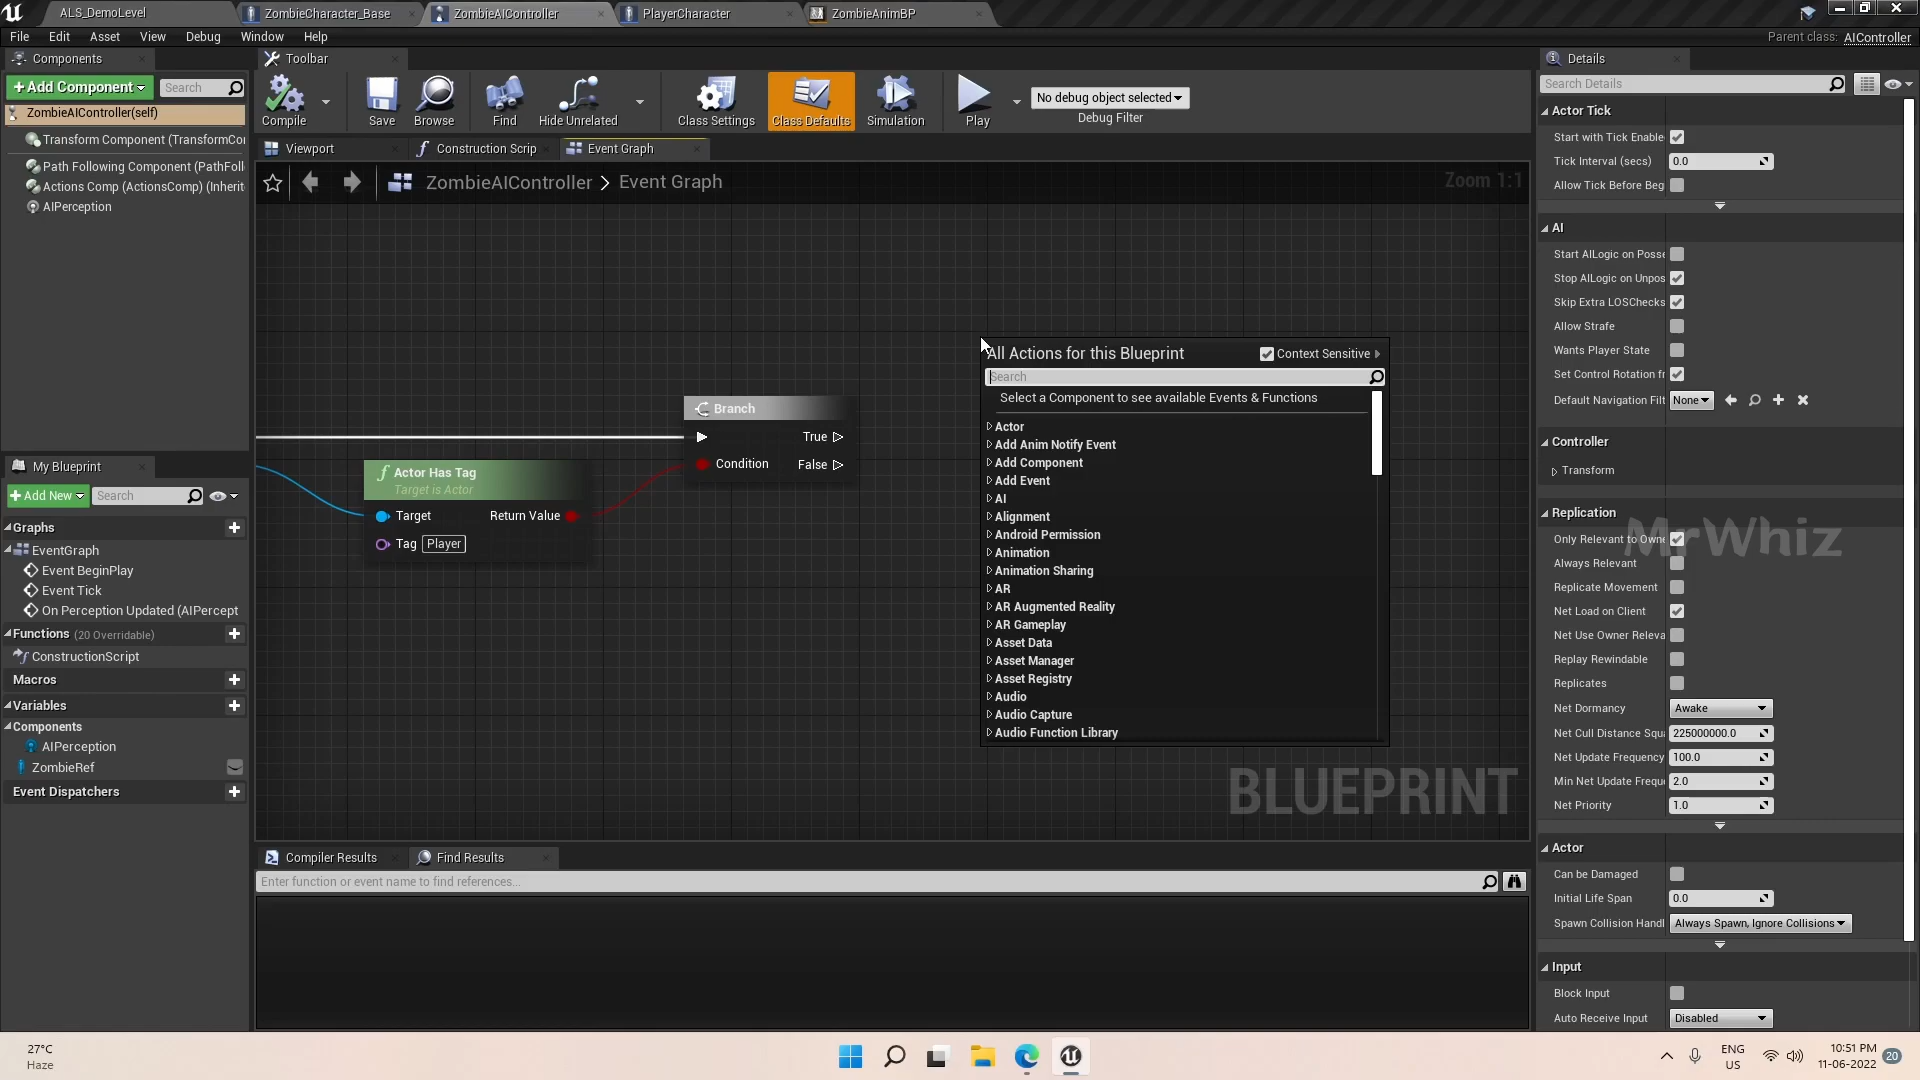 ALS_DemoLevel
ZombieCharacter_Base
ZombieAIController
PlayerCharacter
ZombieAnimBP
File Edit Asset View Debug Window Help
Parent class: AIController
Components
+Add Component
Search
ZombieAIController(self)
Transform Component (TransformCo
Path Following Component (PathFoll
Actions Comp (ActionsComp) (Inherit
AIPerception
Toolbar
Compile
Save
Browse
Find
Hide Unrelated
Class Settings
Class Defaults
Simulation
Play
No debug object selected
Debug Filter
Viewport
Construction Scrip
Event Graph
ZombieAIController > Event Graph
Zoom 1:1
Branch
True
Condition
False
Actor Has Tag
Target is Actor
Target
Return Value
Tag Player
All Actions for this Blueprint
Context Sensitive
Search
Select a Component to see available Events & Functions
Actor
Add Anim Notify Event
Add Component
Add Event
AI
Alignment
Android Permission
Animation
Animation Sharing
AR
AR Augmented Reality
AR Gameplay
Asset Data
Asset Manager
Asset Registry
Audio
Audio Capture
Audio Function Library
BLUEPRINT
My Blueprint
+Add New
Search
Graphs
EventGraph
Event BeginPlay
Event Tick
On Perception Updated (AIPercept
Functions (20 Overridable)
ConstructionScript
Macros
Variables
Components
AIPerception
ZombieRef
Event Dispatchers
Compiler Results
Find Results
Enter function or event name to find references...
Details
Search Details
Actor Tick
Start with Tick Enable
Tick Interval (secs) 0.0
Allow Tick Before Beg
AI
Start AILogic on Posse
Stop AILogic on Unpos
Skip Extra LOSChecks
Allow Strafe
Wants Player State
Set Control Rotation fr
Default Navigation Filt None
Controller
Transform
Replication
MrWhiz
Only Relevant to Owne
Always Relevant
Replicate Movement
Net Load on Client
Net Use Owner Releva
Replay Rewindable
Replicates
Net Dormancy Awake
Net Cull Distance Squa 225000000.0
Net Update Frequency 100.0
Min Net Update Frequ 2.0
Net Priority 1.0
Actor
Can be Damaged
Initial Life Span 0.0
Spawn Collision Handl Always Spawn, Ignore Collisions
Input
Block Input
Auto Receive Input Disabled
27°C
Haze
ENG
US
10:51 PM
11-06-2022
20